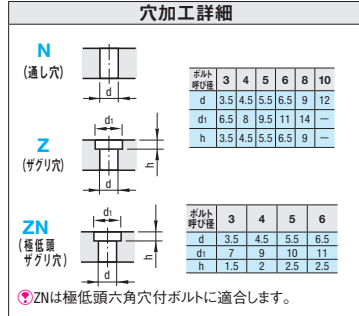 穴加工詳細
N
(通し穴)
d
Z
(ザグリ穴)
d1
h
d
ボルト呼び径 3 4 5 6 8 10
d 3.5 4.5 5.5 6.5 9 12
d1 6.5 8 9.5 11 14 －
h 3.5 4.5 5.5 6.5 9 －
ZN
(極低頭
ザグリ穴)
d1
h
d
ボルト呼び径 3 4 5 6
d 3.5 4.5 5.5 6.5
d1 7 9 10 11
h 1.5 2 2.5 2.5
ZNは極低頭六角穴付ボルトに適合します。